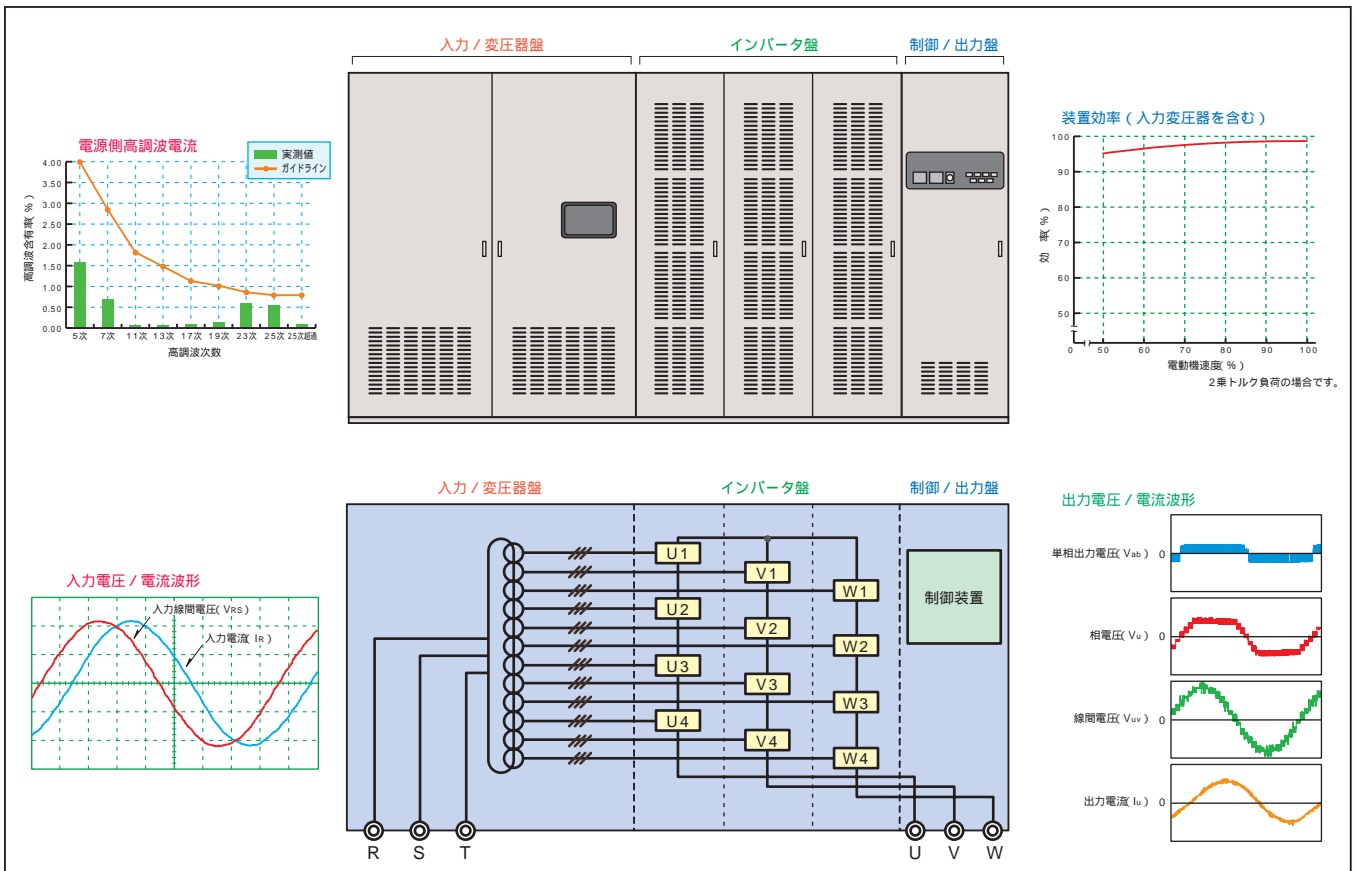 入力 / 変圧器盤
インバータ盤
制御 / 出力盤
電源側高調波電流
実測値
ガイドライン
高調波含有率(%)
4.00
3.50
3.00
2.50
2.00
1.50
1.00
0.50
0.00
5次 7次 11次 13次 17次 19次 23次 25次 25次超過
高調波次数
装置効率 ( 入力変圧器を含む )
効 率(%)
100
90
80
70
60
50
0 50 60 70 80 90 100
電動機速度(%)
2乗トルク負荷の場合です。
入力 / 変圧器盤
インバータ盤
制御 / 出力盤
入力電圧 / 電流波形
入力線間電圧(VRS)
入力電流(IR)
U1
V1
W1
U2
V2
W2
U3
V3
W3
U4
V4
W4
制御装置
R S T
U V W
出力電圧 / 電流波形
単相出力電圧(Vab) 0
相電圧(Vu) 0
線間電圧(Vuv) 0
出力電流(Iu) 0